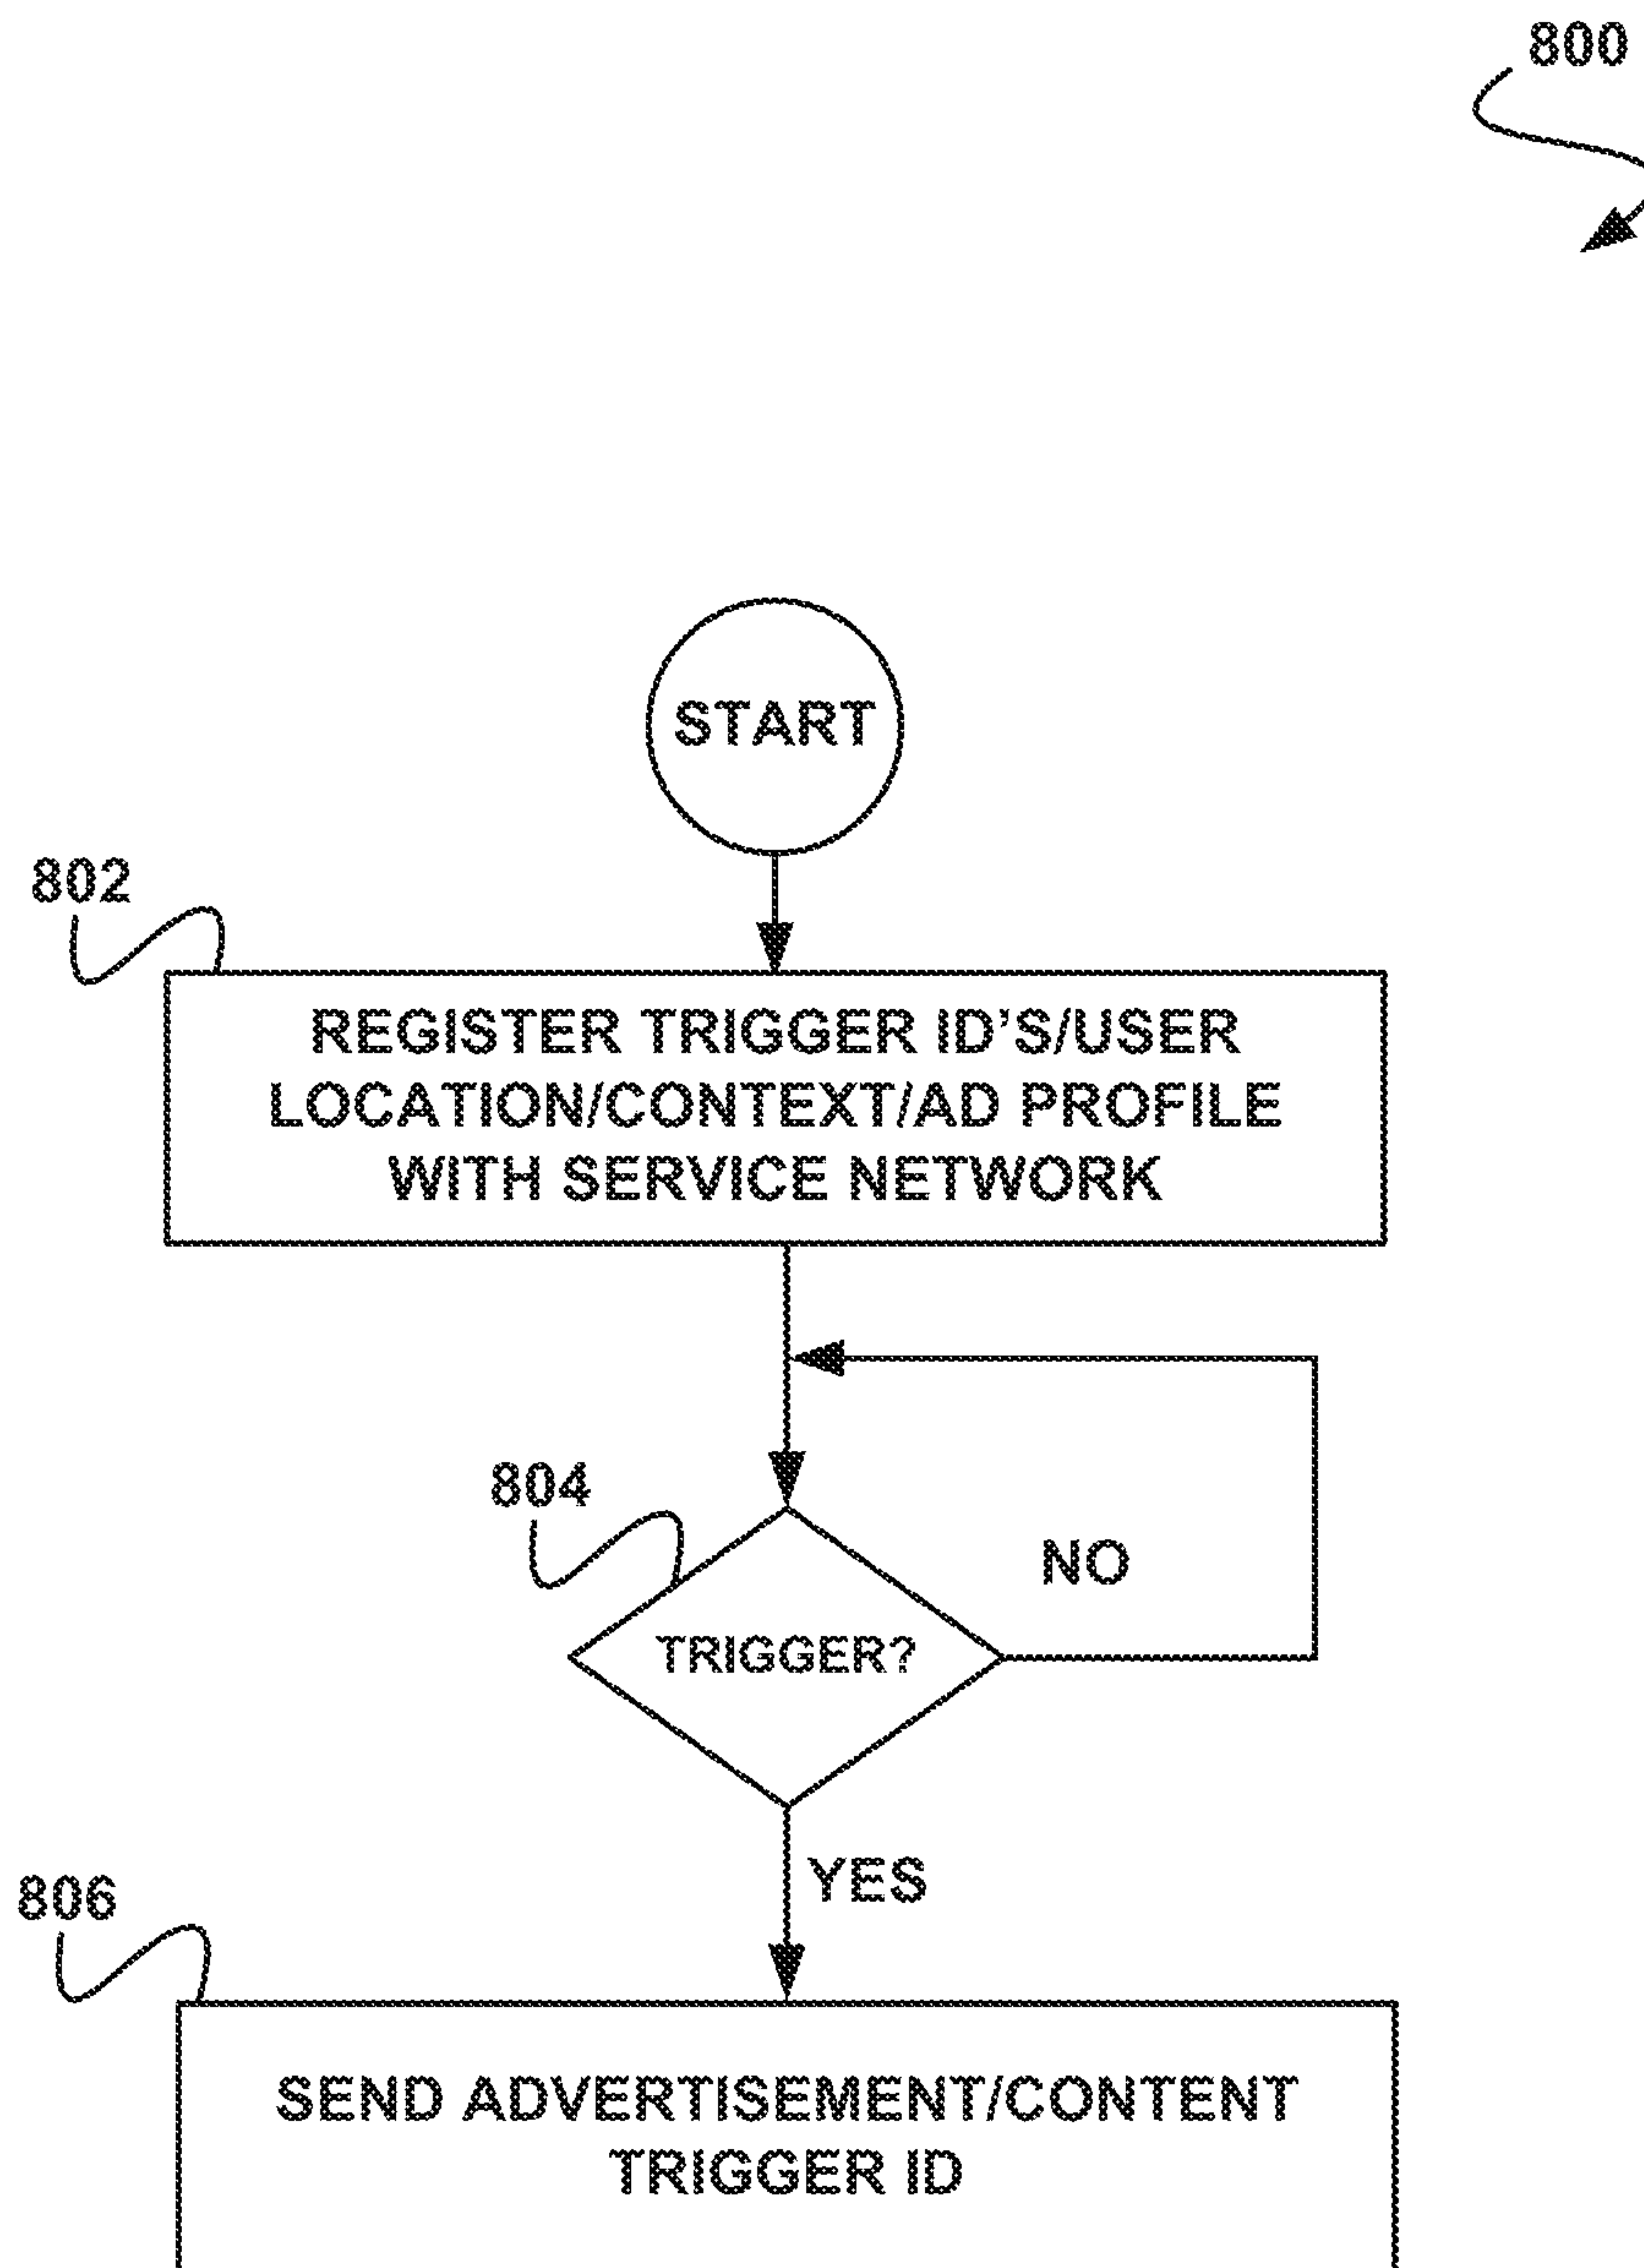 800
START
802
REGISTER TRIGGER ID'S/USER
LOCATION/CONTEXT/AD PROFILE
WITH SERVICE NETWORK
804
NO
TRIGGER?
YES
806
SEND ADVERTISEMENT/CONTENT
TRIGGER ID